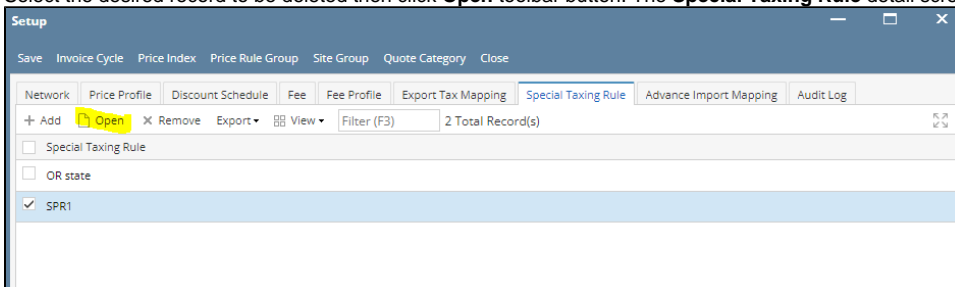 Select the desired record to be deleted then click Open toolbar button. The Special Taxing Rule detail scre
Setup
Save Invoice Cycle Price Index Price Rule Group Site Group Quote Category Close
Network Price Profile Discount Schedule Fee Fee Profile Export Tax Mapping Special Taxing Rule Advance Import Mapping Audit Log
+ Add Open X Remove Export View Filter (F3) 2 Total Record(s)
Special Taxing Rule
OR state
SPR1